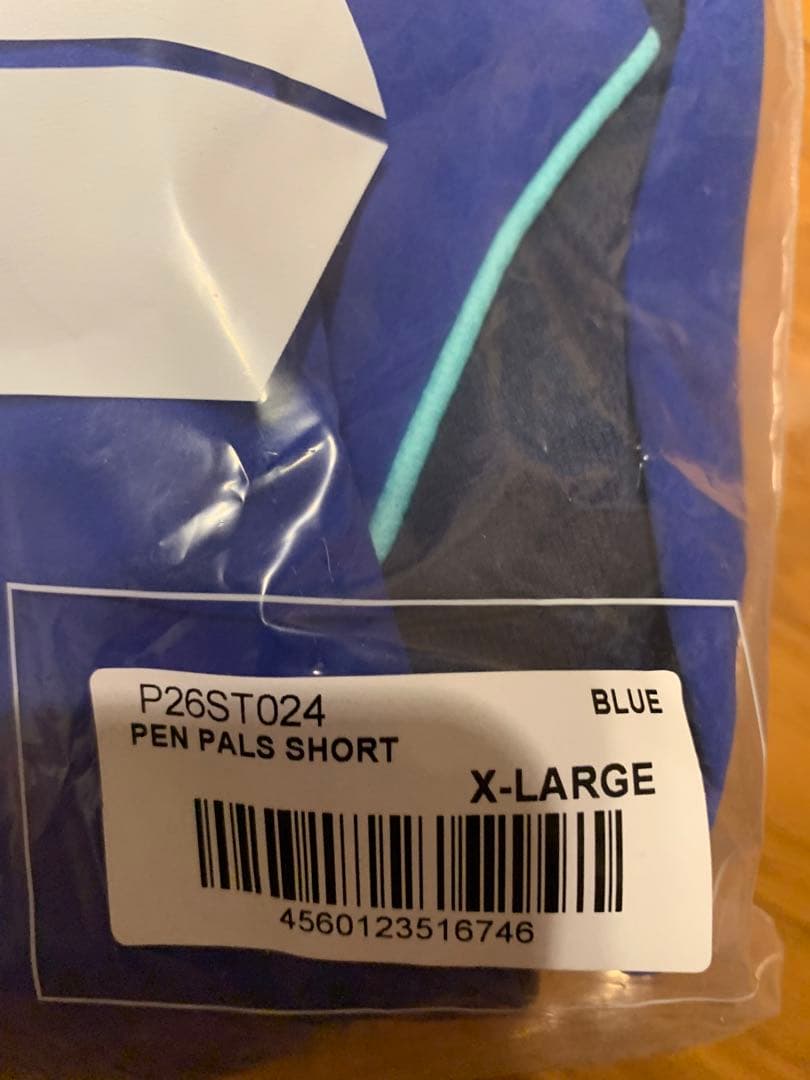 P26ST024
BLUE
PEN PALS SHORT
X-LARGE
4560123516746